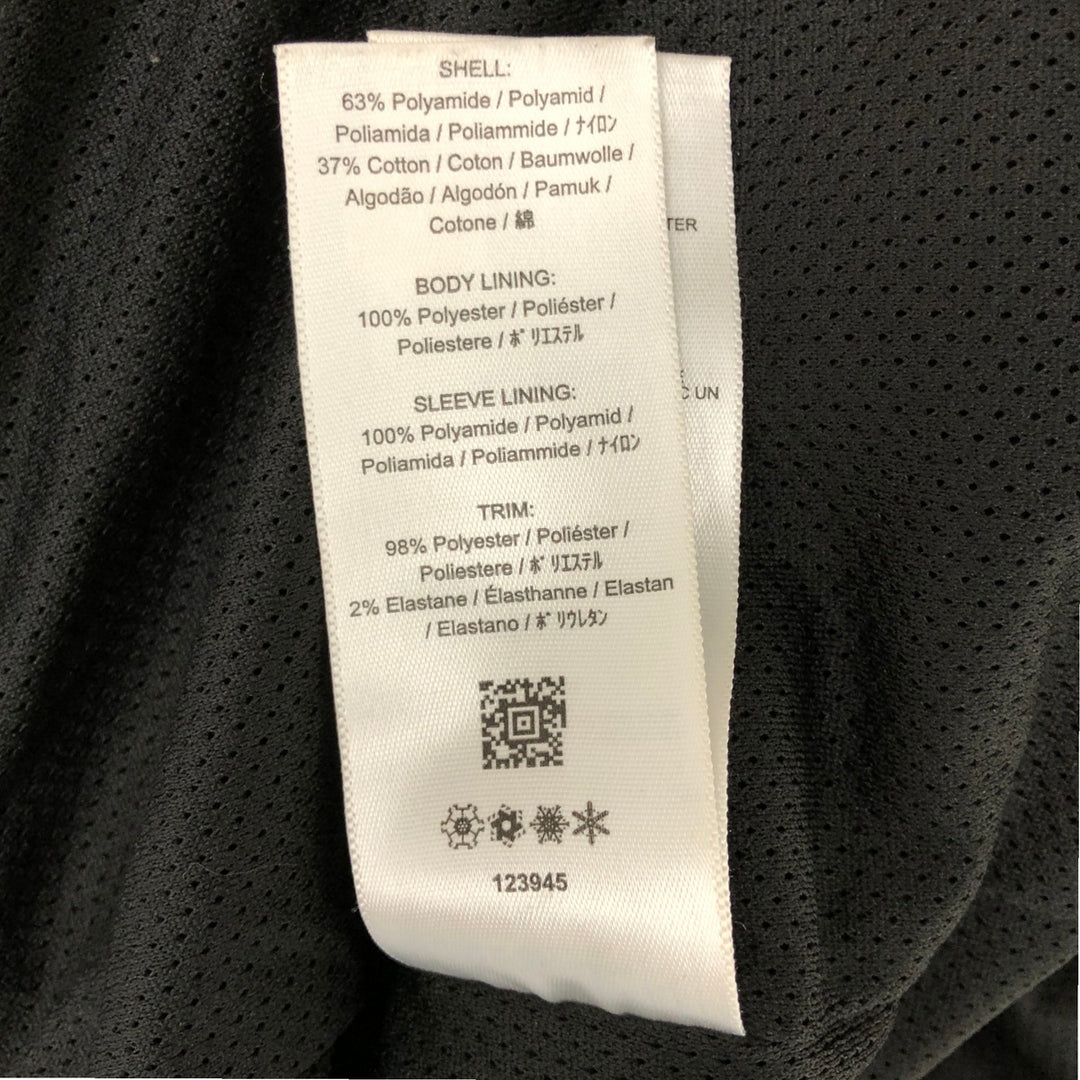 SHELL:
63% Polyamide / Polyamid /
Poliamida / Poliammide / ﾅｲﾛﾝ
37% Cotton / Coton / Baumwolle /
Algodão / Algodón / Pamuk /
Cotone / 綿
BODY LINING:
100% Polyester / Poliéster /
Poliestere / ﾎﾟﾘｴｽﾃﾙ
SLEEVE LINING:
100% Polyamide / Polyamid /
Poliamida / Poliammide / ﾅｲﾛﾝ
TRIM:
98% Polyester / Poliéster /
Poliestere / ﾎﾟﾘｴｽﾃﾙ
2% Elastane / Élasthanne / Elastan
/ Elastano / ﾎﾟﾘｳﾚﾀﾝ
123945
TER
C UN